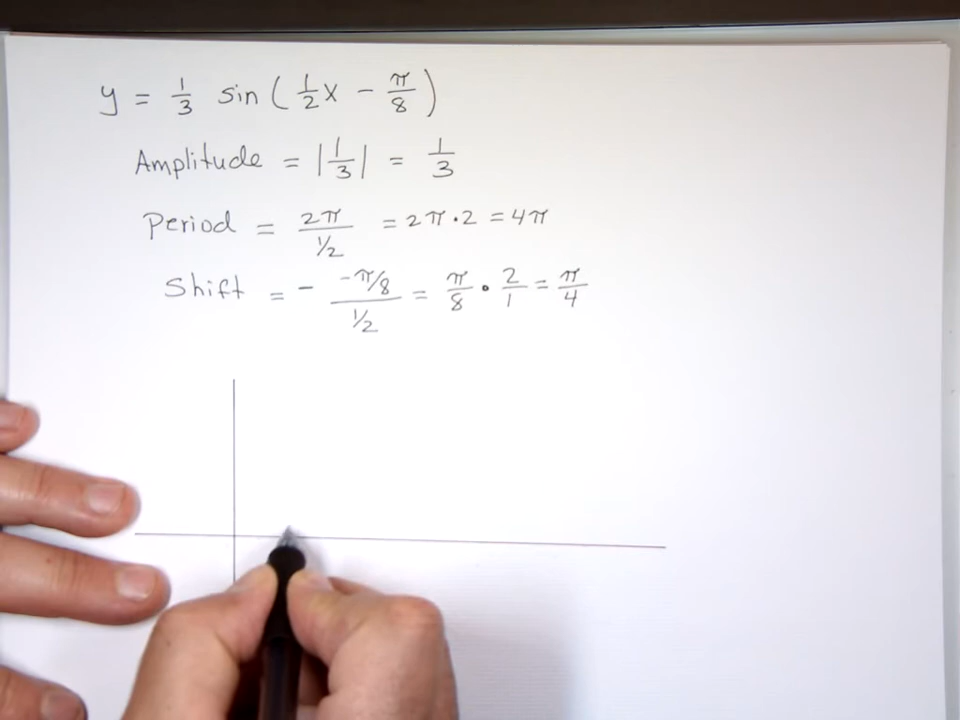 y = 1/3 sin(1/2 x - π/8)
Amplitude = |1/3| = 1/3
Period = 2π / 1/2 = 2π • 2 = 4π
Shift = - -π/8 / 1/2 = π/8 • 2/1 = π/4